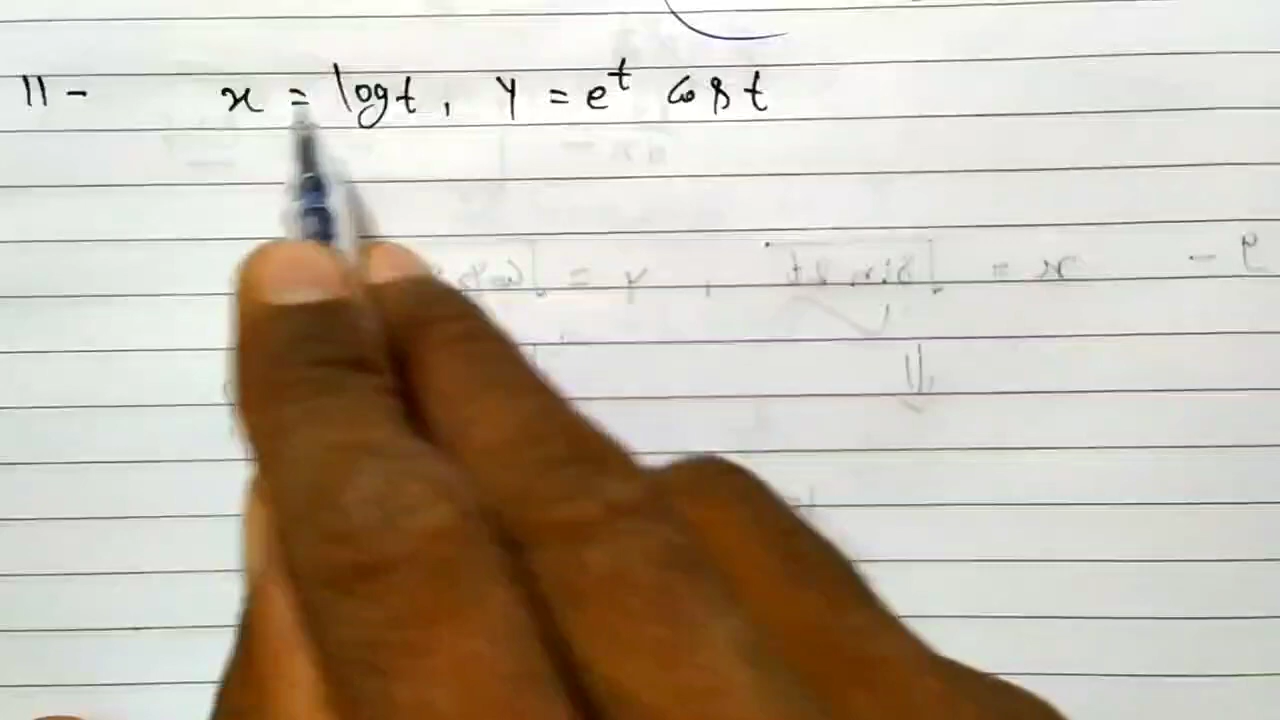 11 - x = log t , y = e^t cos t